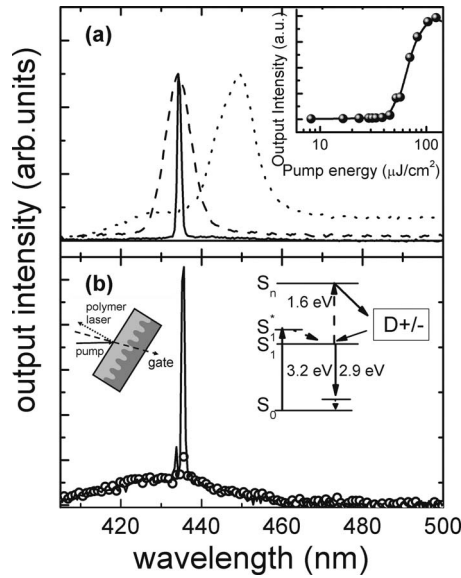 (a)
Output Intensity (a.u.)
10
100
Pump energy (μJ/cm²)
output intensity (arb.units)
(b)
polymer
laser
pump
gate
Sₙ
1.6 eV
D+/-
S₁*
S₁
3.2 eV
2.9 eV
S₀
420
440
460
480
500
wavelength (nm)